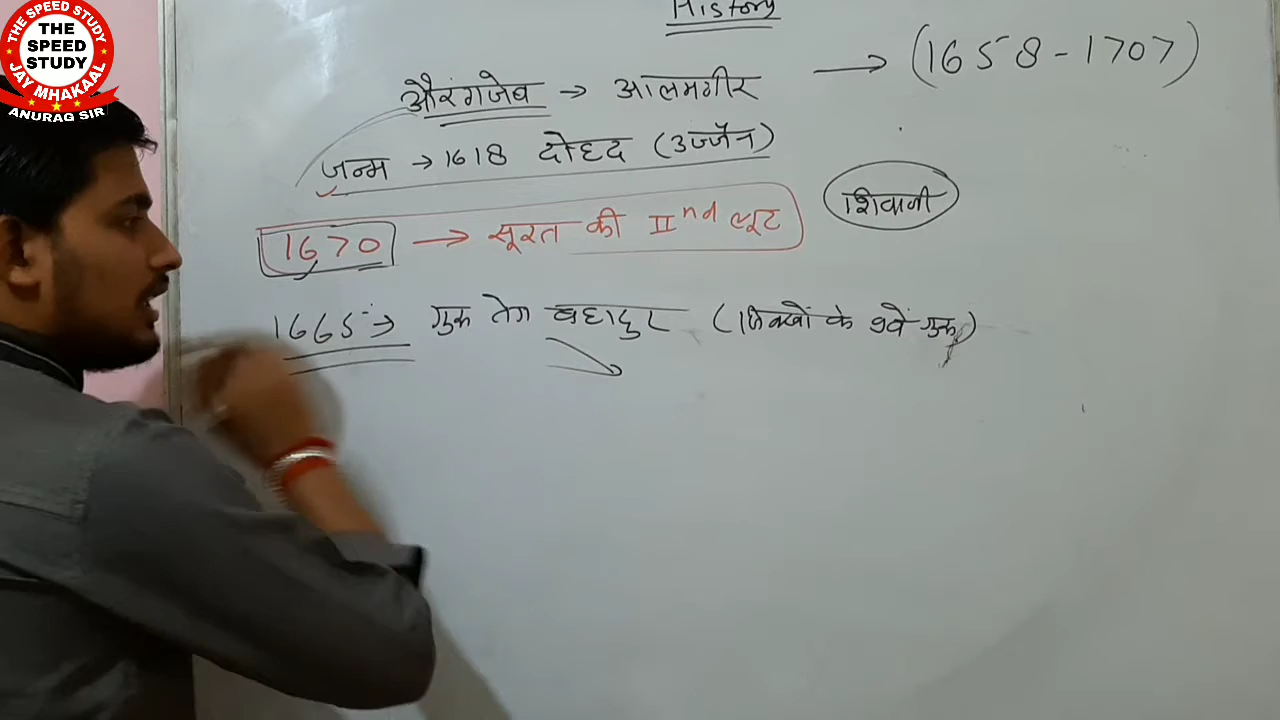 THE SPEED STUDY
THE
SPEED
STUDY
JAY MHAKAAL
ANURAG SIR
History
औरंगजेब → आलमगीर → (1658-1707)
जन्म → 1618 दोहद (उज्जैन)
1670 → सूरत की IInd लूट
शिवाजी
1665 → गुरू तेग बहादुर (सिक्खों के 9वें गुरू)